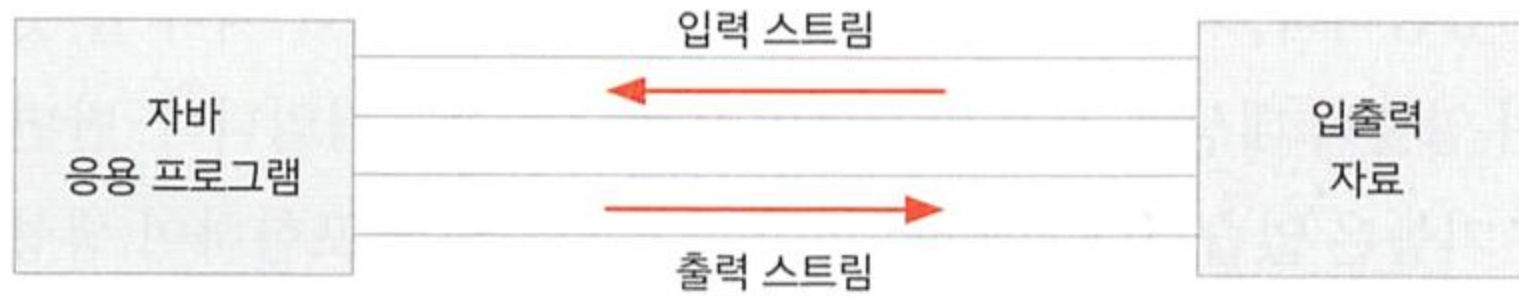 입력 스트림
자바
응용 프로그램
입출력
자료
출력 스트림